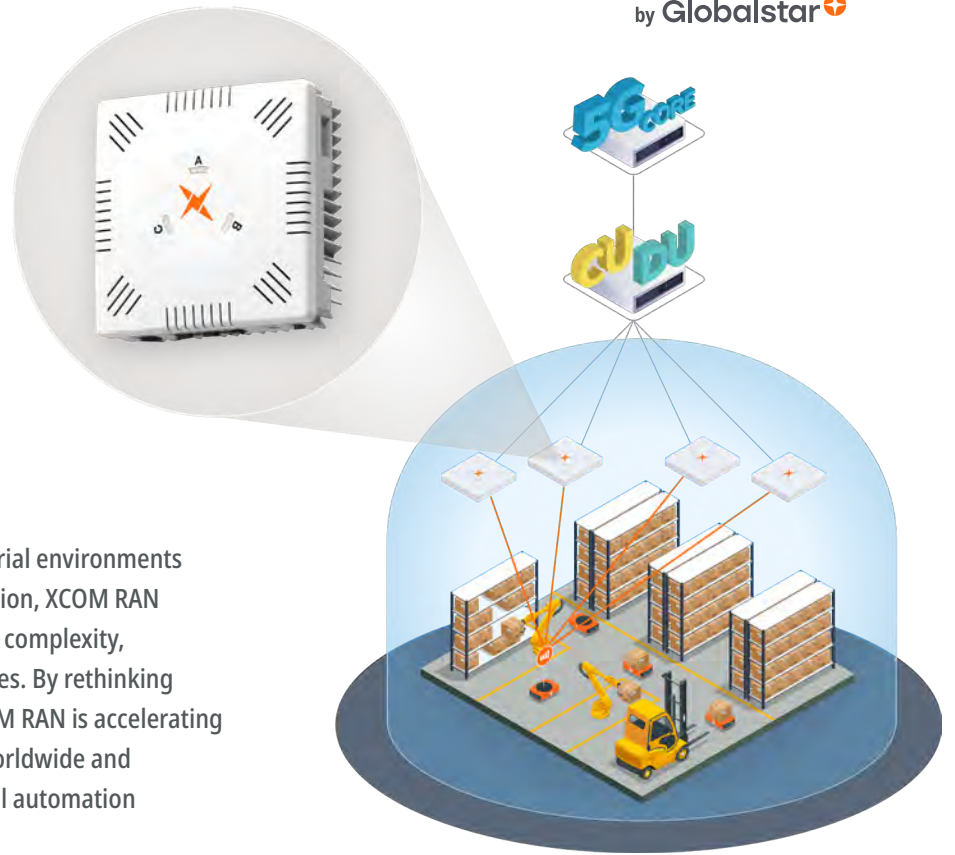 by Globalstar
5G CORE
CU DU
A
C B
rial environments
ion, XCOM RAN
complexity,
es. By rethinking
M RAN is accelerating
orldwide and
l automation